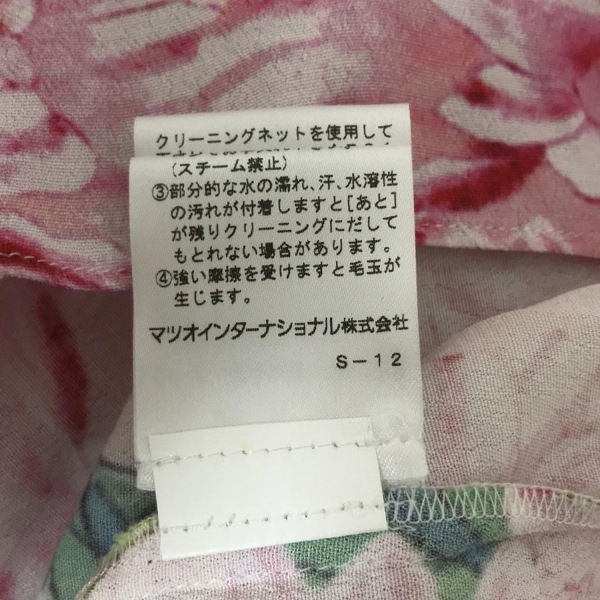 クリーニングネットを使用して
(スチーム禁止)
③部分的な水の濡れ、汗、水溶性
の汚れが付着しますと[あと]
が残りクリーニングにだして
もとれない場合があります。
④強い摩擦を受けますと毛玉が
生じます。
マツオインターナショナル株式会社
S-12